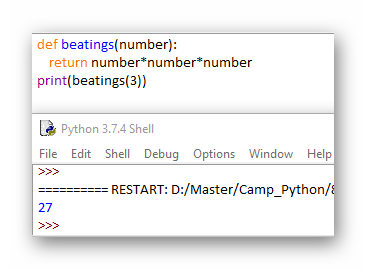 def beatings(number):
return number*number*number
print(beatings(3))
Python 3.7.4 Shell
File Edit Shell Debug Options Window Help
>>>
========== RESTART: D:/Master/Camp_Python/
27
>>>